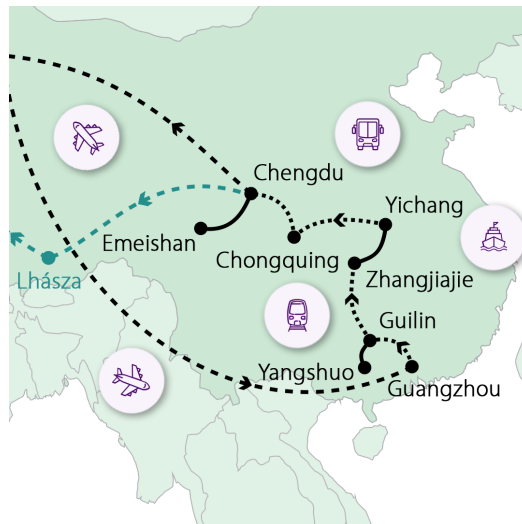 Chengdu
Yichang
Emeishan
Chongquing
Zhangjiajie
Lhásza
Guilin
Yangshuo
Guangzhou